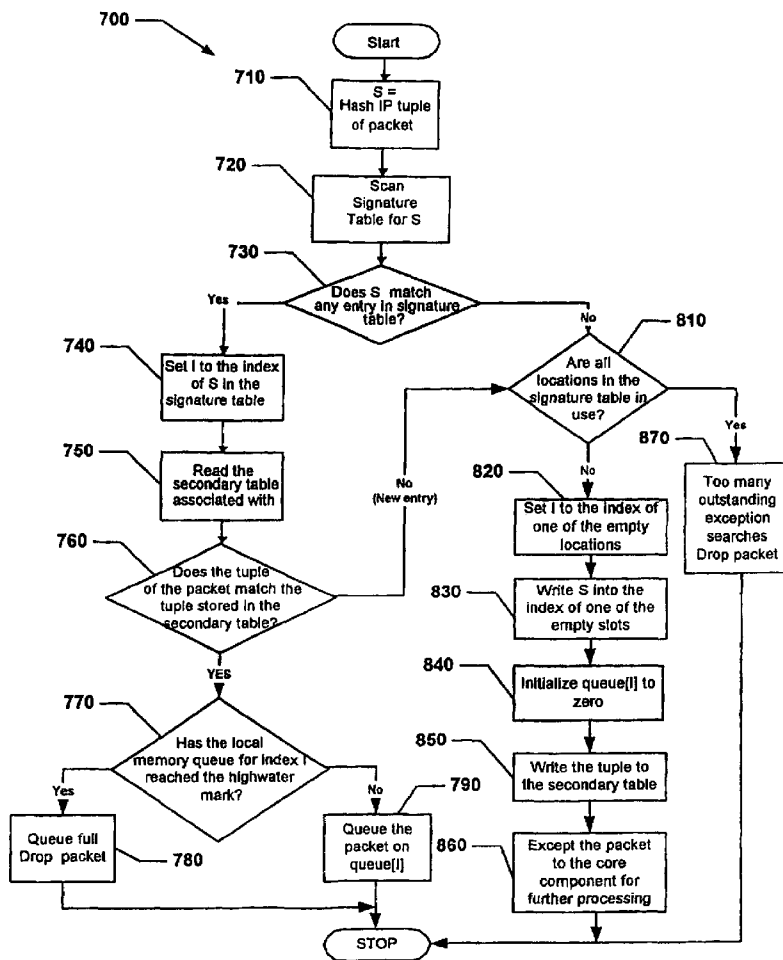 700
Start
710
S =
Hash IP tuple
of packet
720
Scan
Signature
Table for S
730
Does S match
any entry in signature
table?
Yes
No
740
Set I to the index
of S in the
signature table
810
Are all
locations in the
signature table in
use?
Yes
No
750
Read the
secondary table
associated with
No
(New entry)
820
Set I to the index of
one of the empty
locations
870
Too many
outstanding
exception
searches
Drop packet
760
Does the tuple
of the packet match the
tuple stored in the
secondary table?
YES
830
Write S into the
index of one of the
empty slots
840
Initialize queue[I] to
zero
770
Has the local
memory queue for index I
reached the highwater
mark?
Yes
No
850
Write the tuple to
the secondary table
Queue full
Drop packet
780
790
Queue the
packet on
queue[I]
860
Except the packet
to the core
component for
further processing
STOP